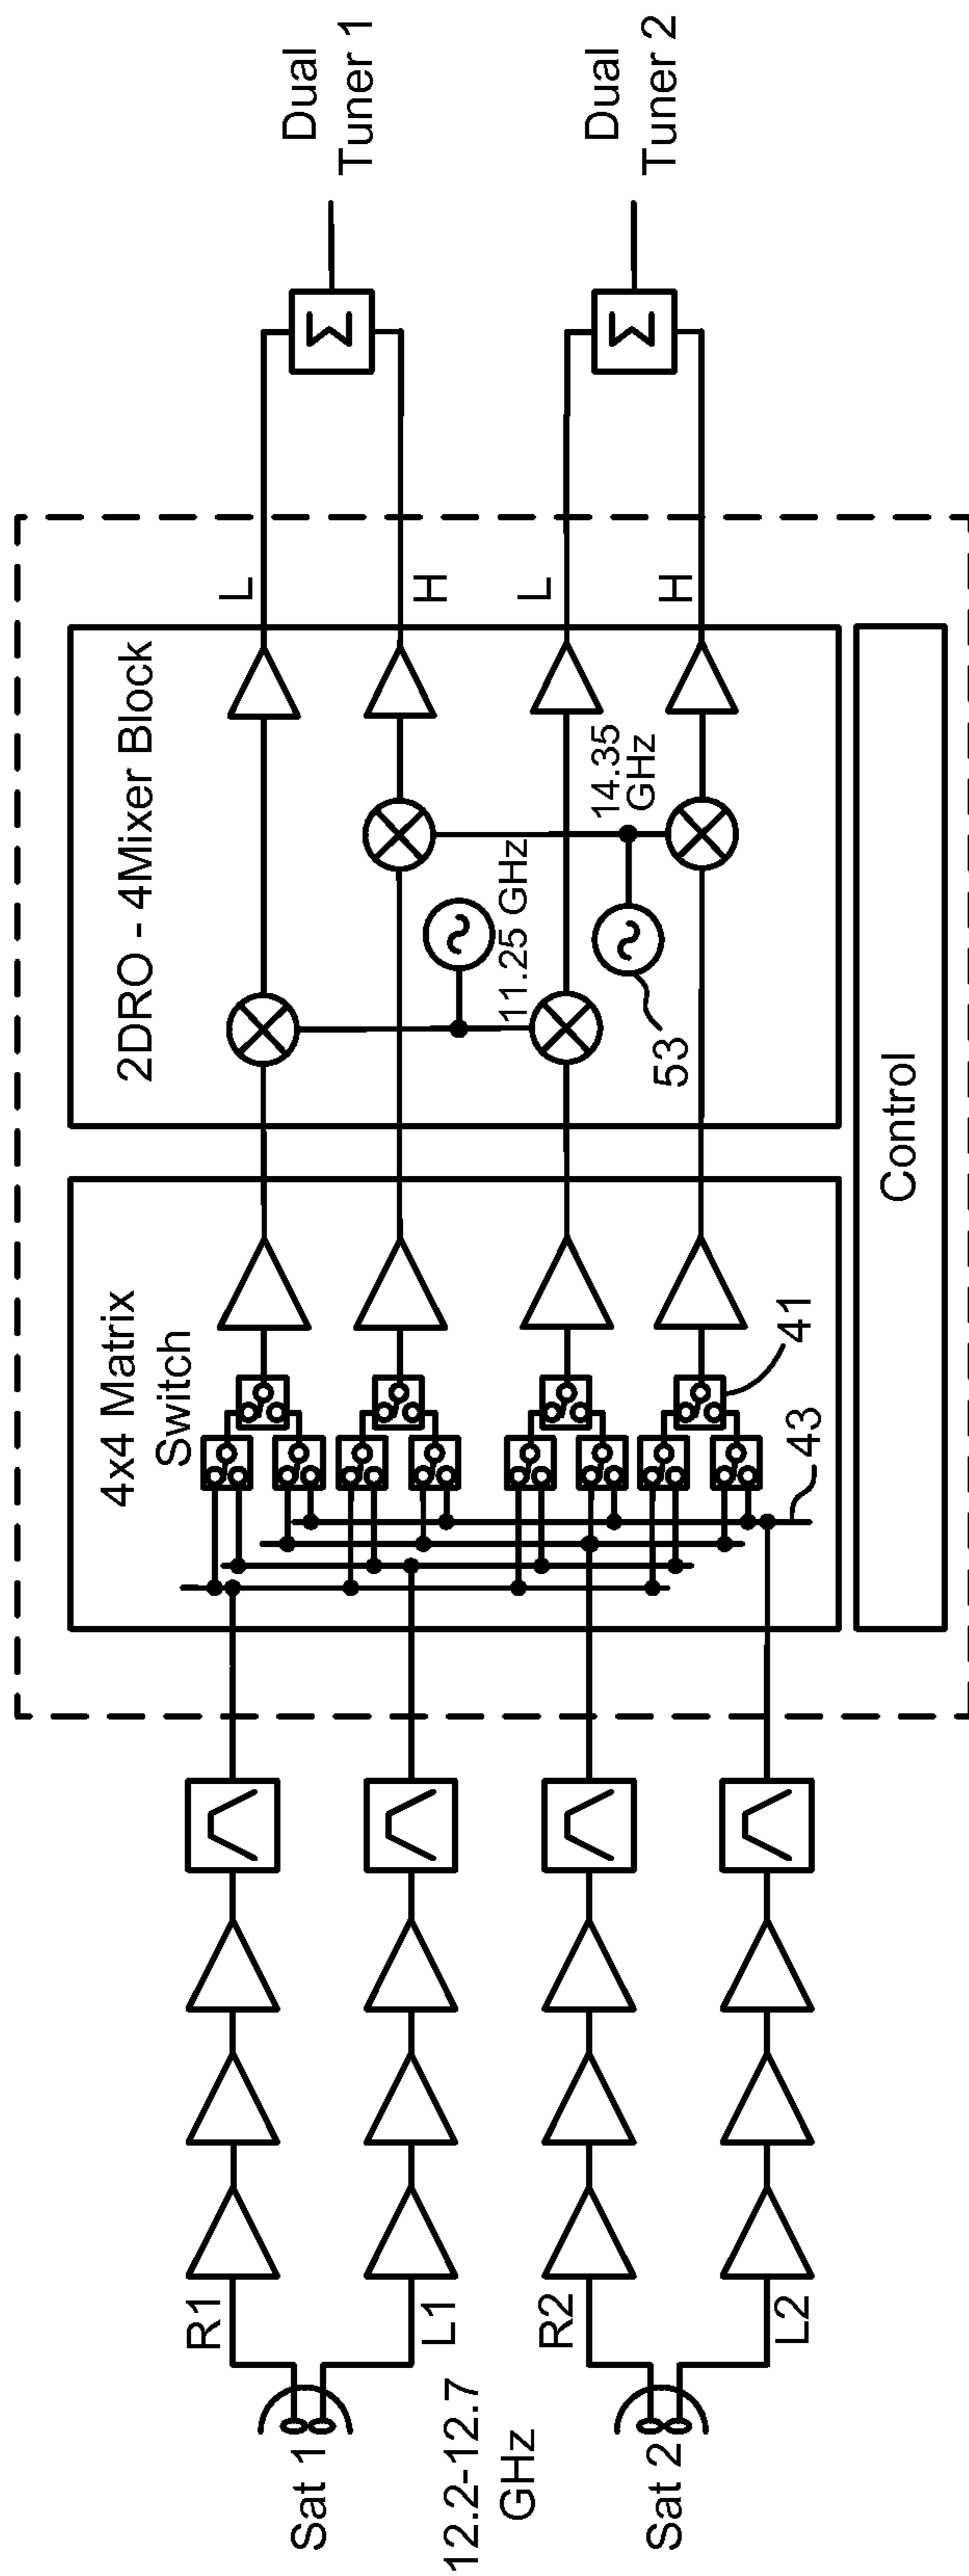 Sat 1
R1
L1
12.2-12.7
GHz
Sat 2
R2
L2
4x4 Matrix
Switch
41
43
2DRO - 4Mixer Block
11.25 GHz
14.35
GHz
53
L
H
L
H
Control
Σ
Σ
Dual
Tuner 1
Dual
Tuner 2